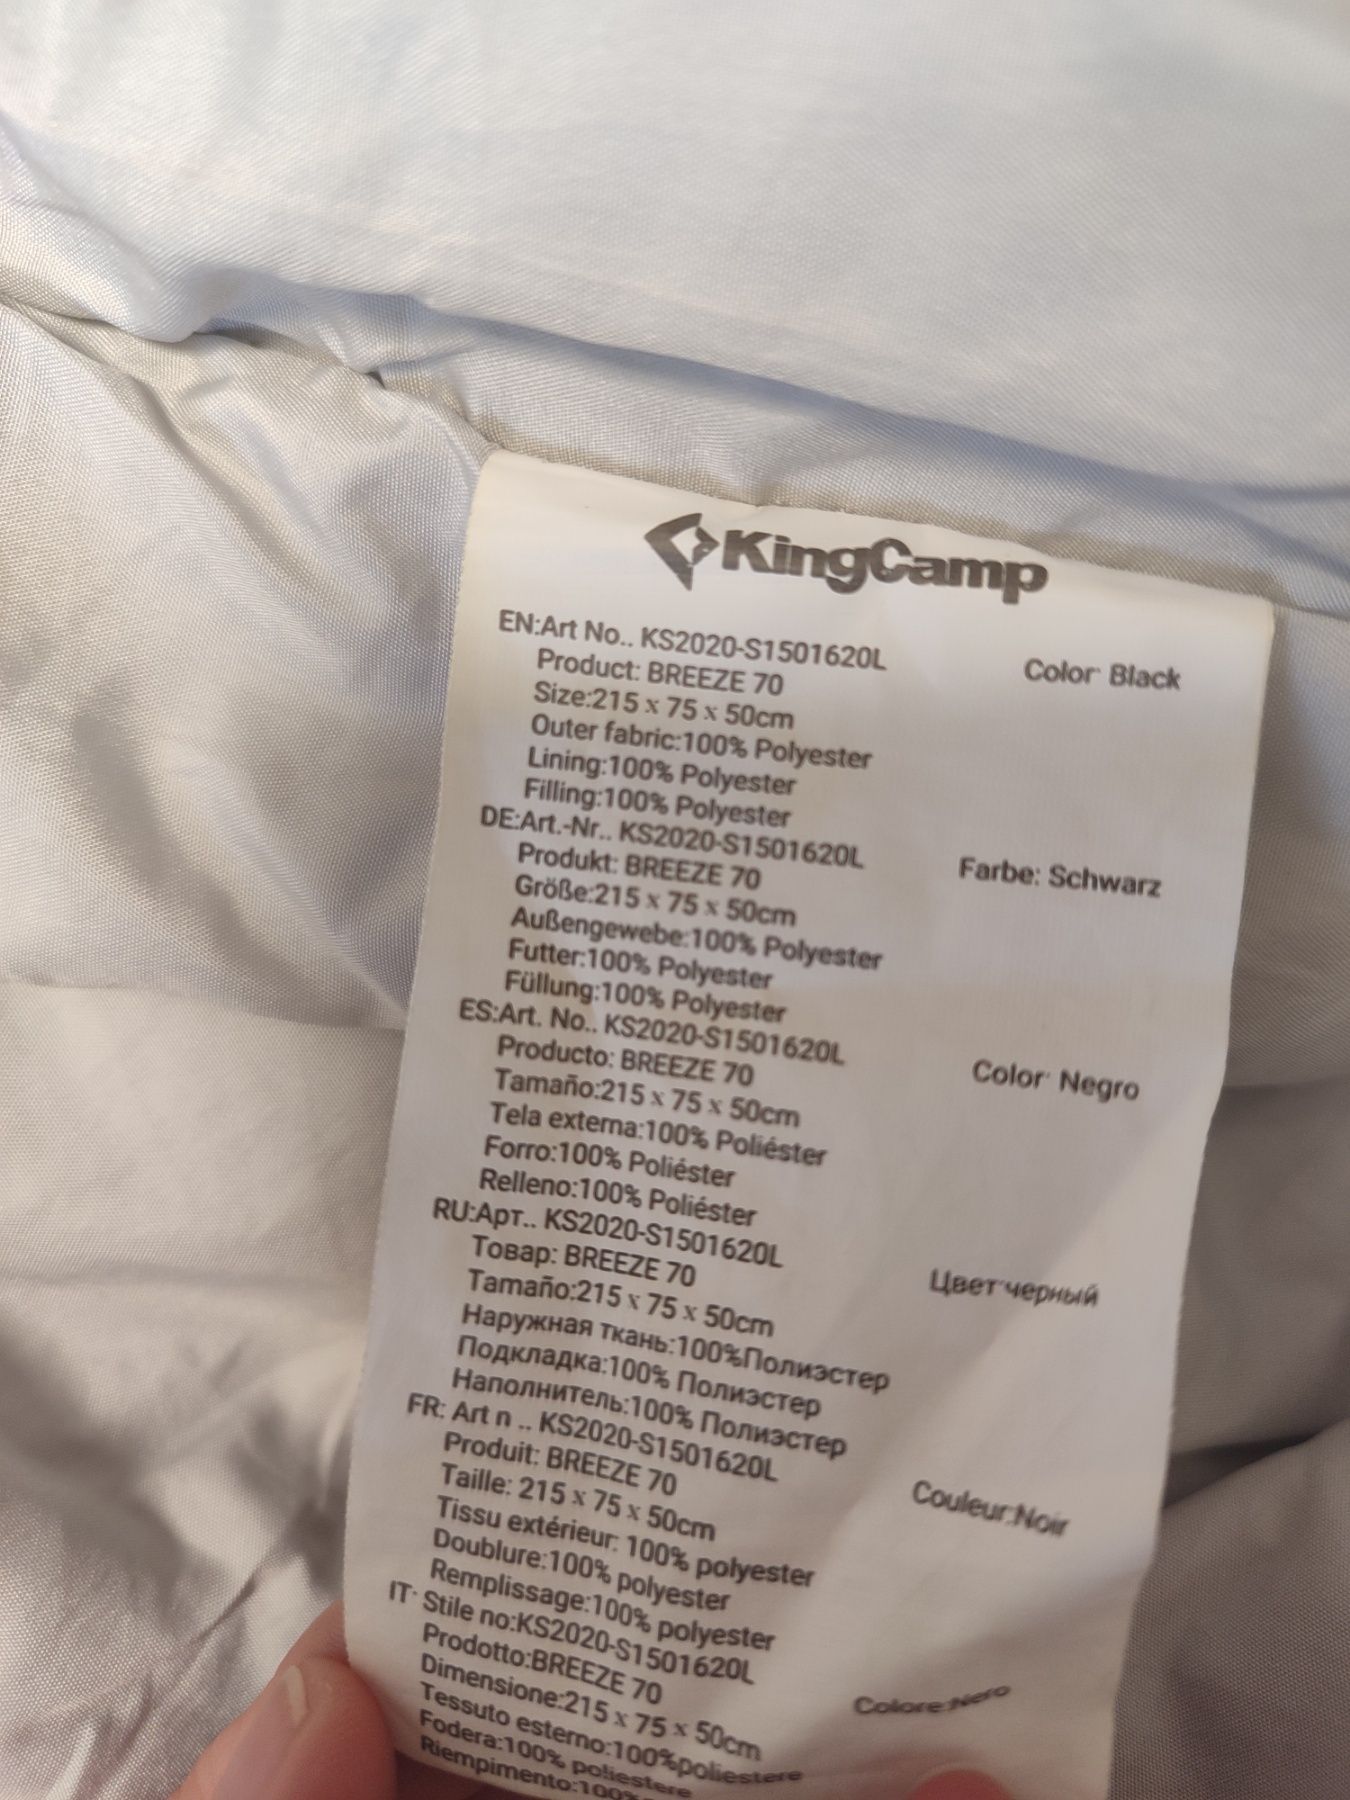 KingCamp
EN:Art No.. KS2020-S1501620L Color: Black
Product: BREEZE 70
Size:215 x 75 x 50cm
Outer fabric:100% Polyester
Lining:100% Polyester
Filling:100% Polyester
DE:Art.-Nr.. KS2020-S1501620L Farbe: Schwarz
Produkt: BREEZE 70
Größe:215 x 75 x 50cm
Außengewebe:100% Polyester
Futter:100% Polyester
Füllung:100% Polyester
ES:Art. No.. KS2020-S1501620L Color: Negro
Producto: BREEZE 70
Tamaño:215 x 75 x 50cm
Tela externa:100% Poliéster
Forro:100% Poliéster
Relleno:100% Poliéster
RU:Арт.. KS2020-S1501620L Цвет:черный
Товар: BREEZE 70
Tamaño:215 x 75 x 50cm
Наружная ткань:100%Полиэстер
Подкладка:100% Полиэстер
Наполнитель:100% Полиэстер
FR: Art n .. KS2020-S1501620L Couleur:Noir
Produit: BREEZE 70
Taille: 215 x 75 x 50cm
Tissu extérieur: 100% polyester
Doublure:100% polyester
Remplissage:100% polyester
IT: Stile no:KS2020-S1501620L Colore:Nero
Prodotto:BREEZE 70
Dimensione:215 x 75 x 50cm
Tessuto esterno:100%poliestere
Fodera:100% poliestere
Riempimento:100%